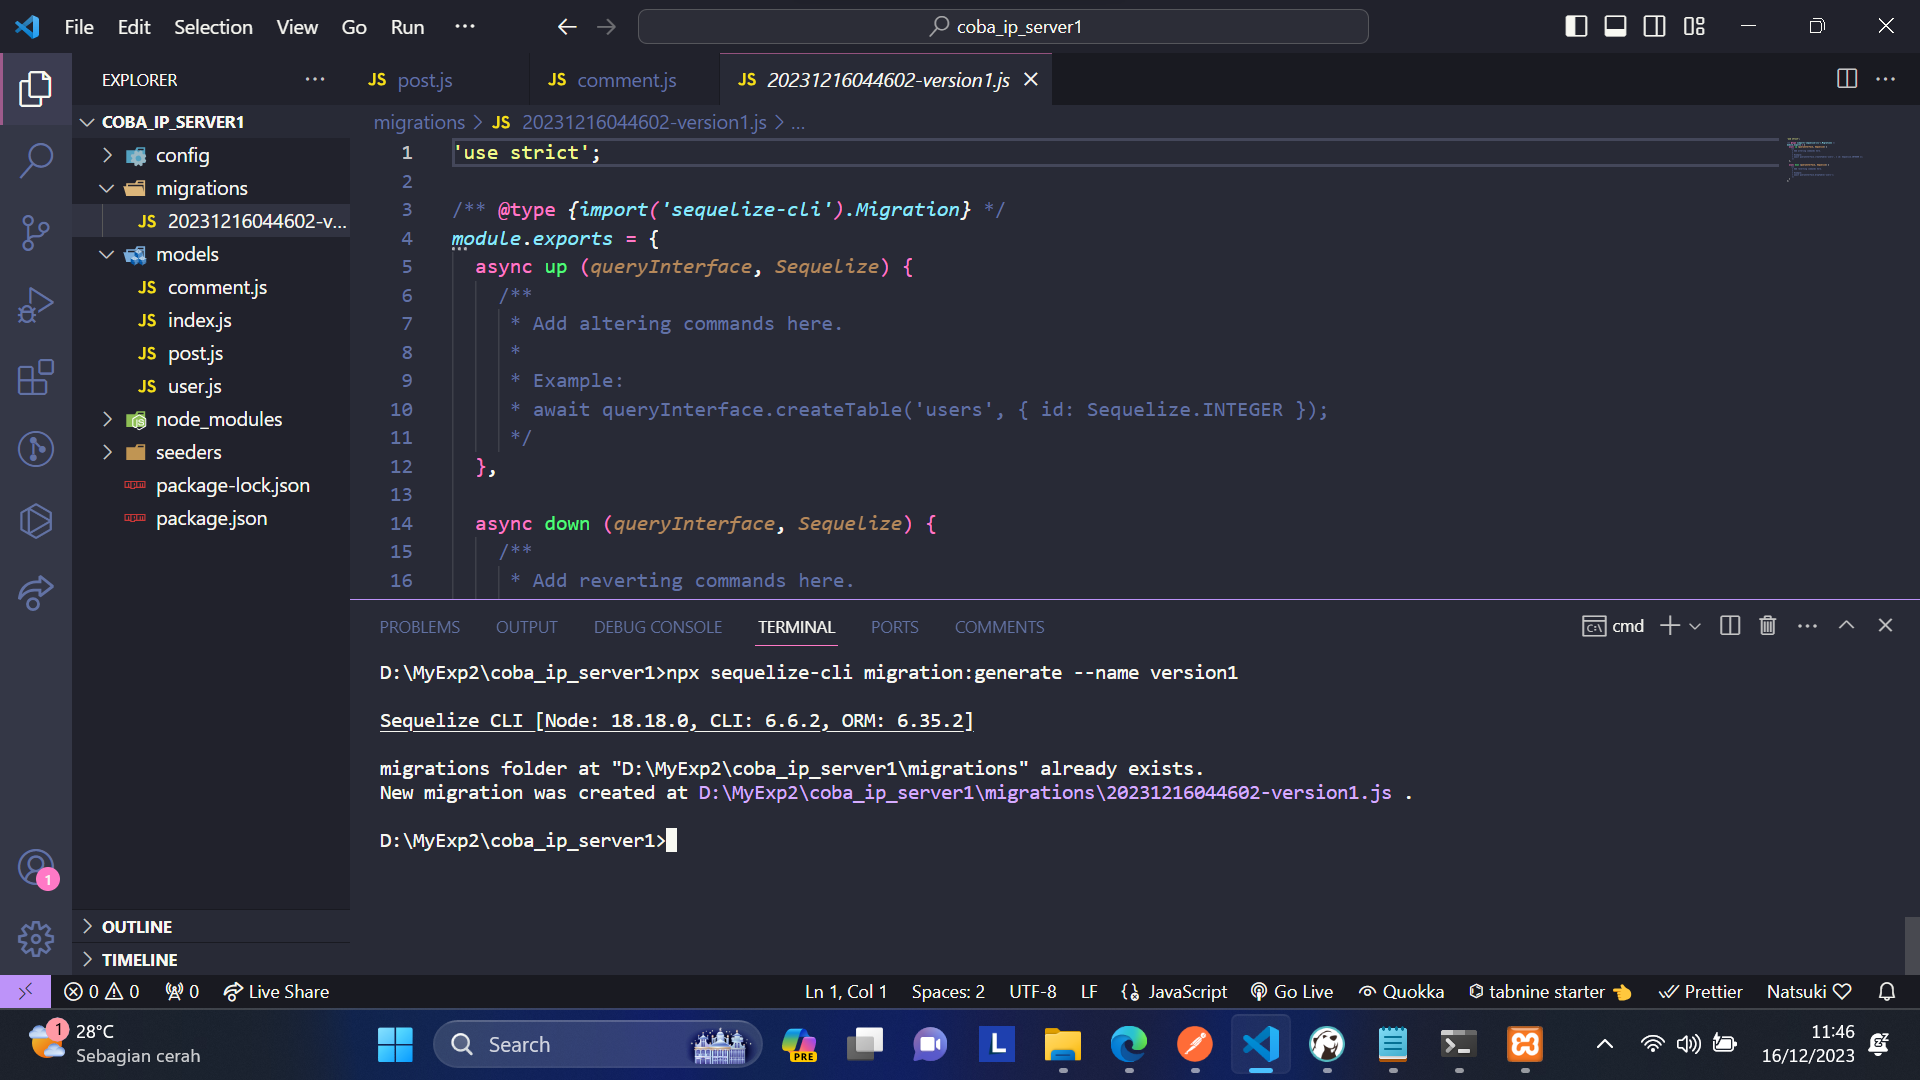 File Edit Selection View Go Run ···
coba_ip_server1
EXPLORER ···
COBA_IP_SERVER1
config
migrations
JS 20231216044602-v...
models
JS comment.js
JS index.js
JS post.js
JS user.js
node_modules
seeders
package-lock.json
package.json
OUTLINE
TIMELINE
JS post.js
JS comment.js
JS 20231216044602-version1.js
migrations > JS 20231216044602-version1.js > ...
1 'use strict';
2
3 /** @type {import('sequelize-cli').Migration} */
4 module.exports = {
5 async up (queryInterface, Sequelize) {
6 /**
7 * Add altering commands here.
8 *
9 * Example:
10 * await queryInterface.createTable('users', { id: Sequelize.INTEGER });
11 */
12 },
13
14 async down (queryInterface, Sequelize) {
15 /**
16 * Add reverting commands here.
PROBLEMS OUTPUT DEBUG CONSOLE TERMINAL PORTS COMMENTS
cmd
D:\MyExp2\coba_ip_server1>npx sequelize-cli migration:generate --name version1
Sequelize CLI [Node: 18.18.0, CLI: 6.6.2, ORM: 6.35.2]
migrations folder at "D:\MyExp2\coba_ip_server1\migrations" already exists.
New migration was created at D:\MyExp2\coba_ip_server1\migrations\20231216044602-version1.js .
D:\MyExp2\coba_ip_server1>
1
0 0 0 Live Share
Ln 1, Col 1 Spaces: 2 UTF-8 LF JavaScript Go Live Quokka tabnine starter Prettier Natsuki
1
28°C
Sebagian cerah
Search
PRE
L
11:46
16/12/2023